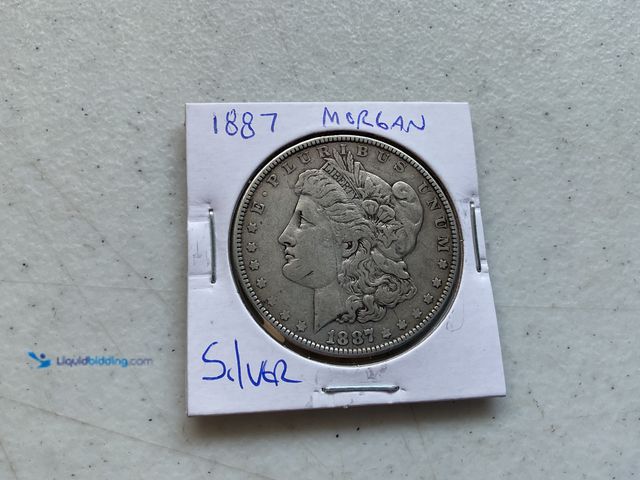 1887 MORGAN
E·PLURIBUS·UNUM
LIBERTY
1887
SilVER
Liquidbidding.com